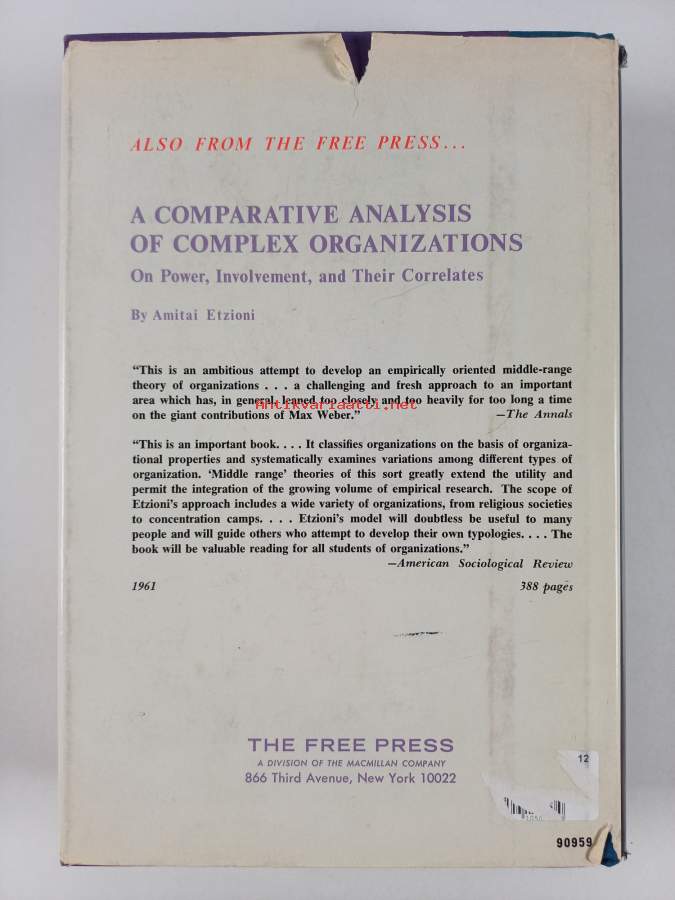 ALSO FROM THE FREE PRESS...
A COMPARATIVE ANALYSIS
OF COMPLEX ORGANIZATIONS
On Power, Involvement, and Their Correlates
By Amitai Etzioni
“This is an ambitious attempt to develop an empirically oriented middle-range
theory of organizations . . . a challenging and fresh approach to an important
area which has, in general, leaned too closely and too heavily for too long a time
Antikvariaatti.net
on the giant contributions of Max Weber.” —The Annals
“This is an important book. . . . It classifies organizations on the basis of organiza-
tional properties and systematically examines variations among different types of
organization. ‘Middle range’ theories of this sort greatly extend the utility and
permit the integration of the growing volume of empirical research. The scope of
Etzioni’s approach includes a wide variety of organizations, from religious societies
to concentration camps. . . . Etzioni’s model will doubtless be useful to many
people and will guide others who attempt to develop their own typologies. . . . The
book will be valuable reading for all students of organizations.”
—American Sociological Review
1961 388 pages
THE FREE PRESS
A DIVISION OF THE MACMILLAN COMPANY
866 Third Avenue, New York 10022
12
90959